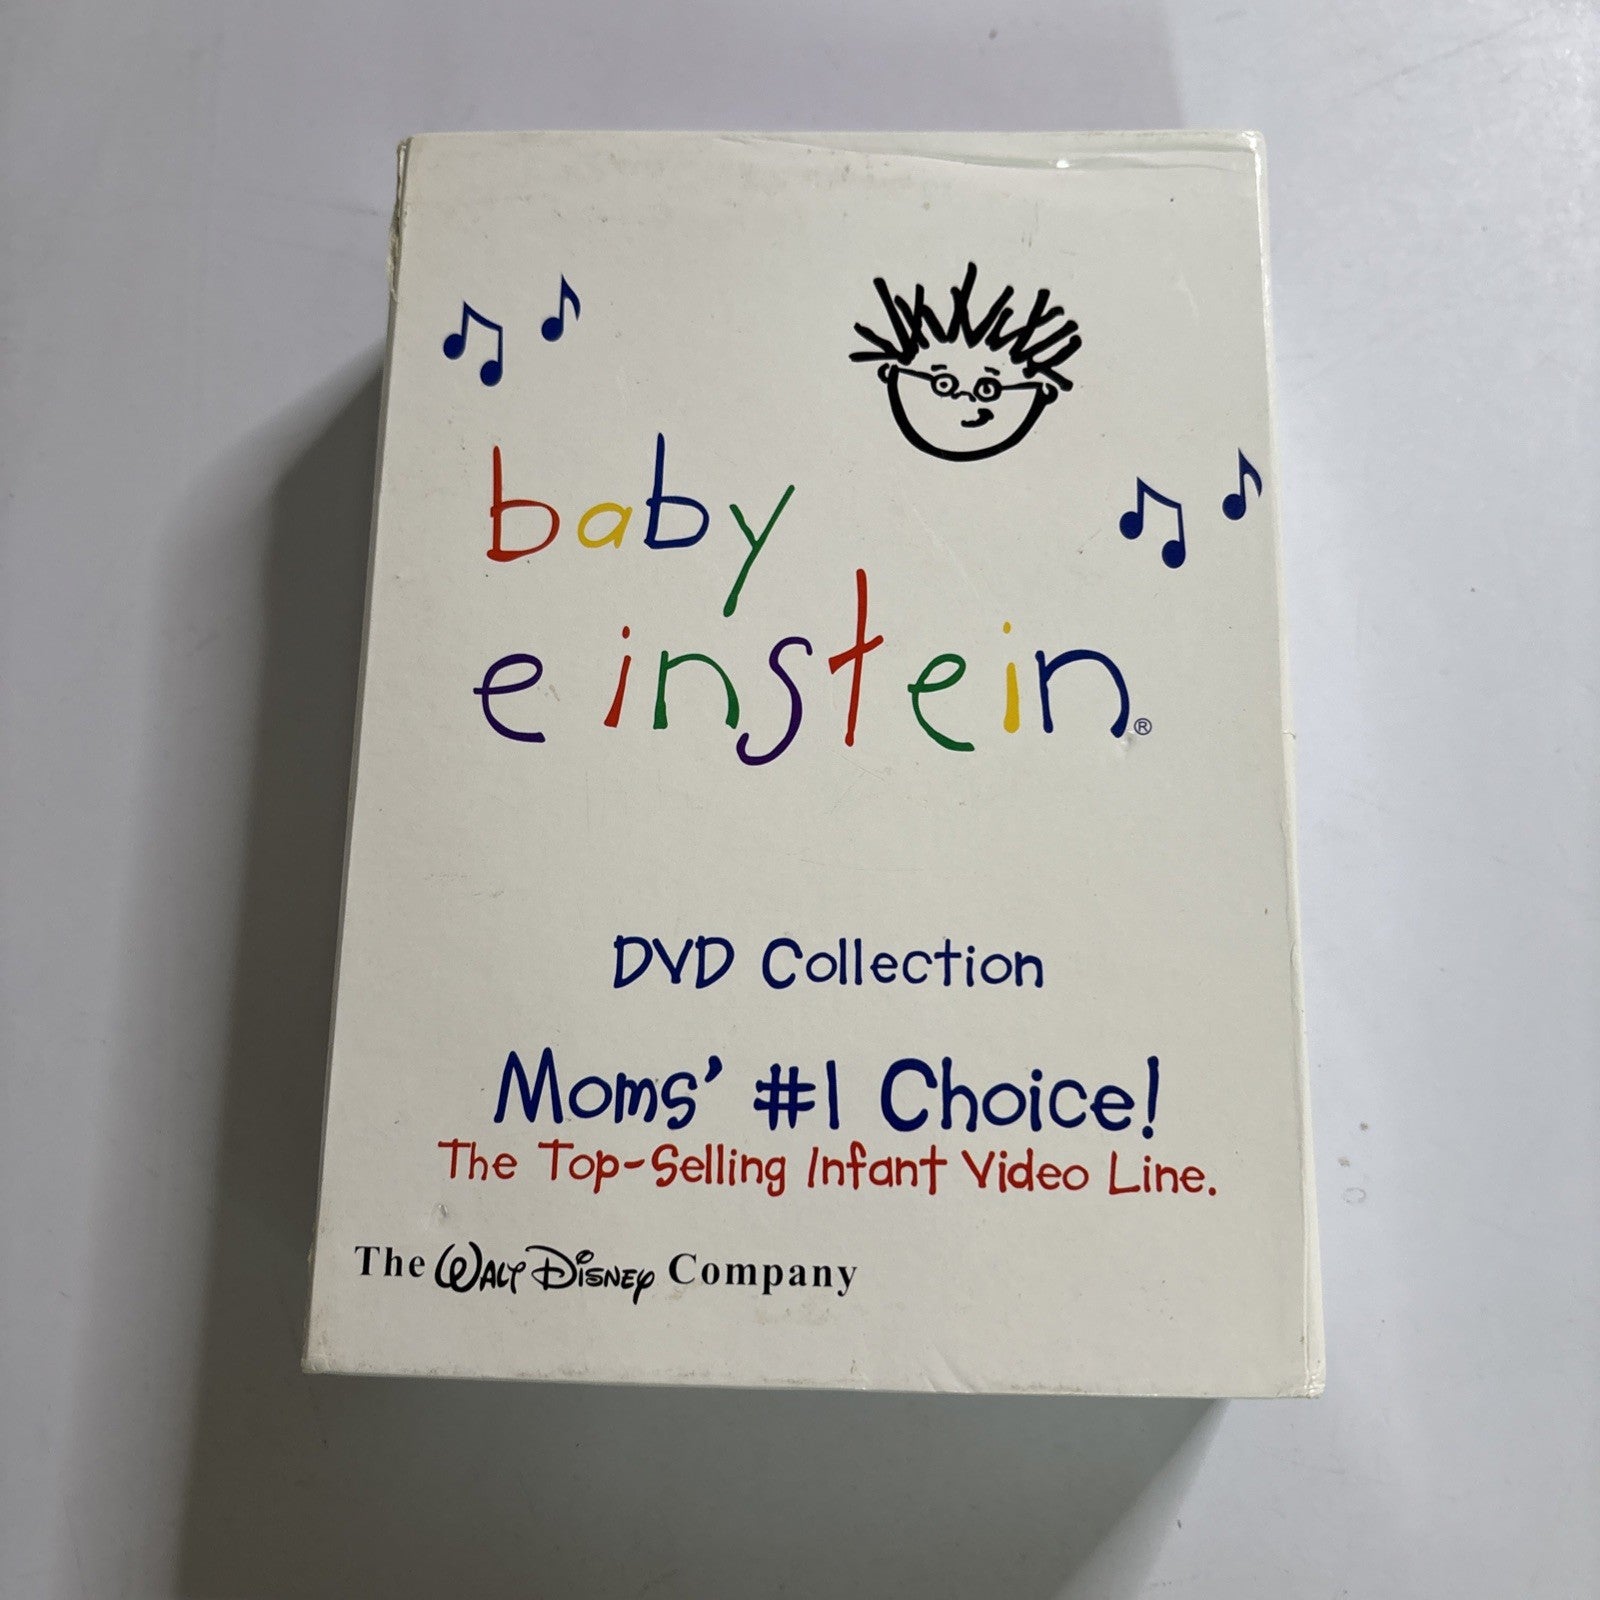 baby
einstein®
DVD Collection
Moms' #1 Choice!
The Top-Selling Infant Video Line.
The WALT DISNEY Company